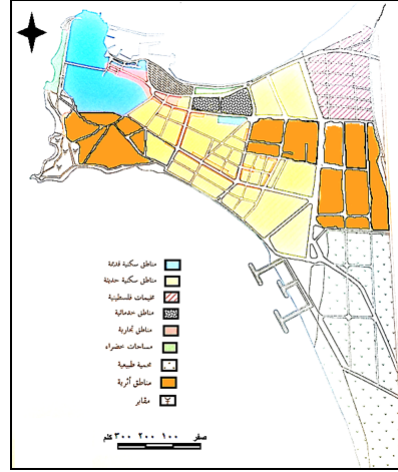 مناطق سكنية قديمة
مناطق سكنية حديثة
مخيمات فلسطينية
مناطق خدماتية
مناطق تجارية
مساحات خضراء
محمية طبيعية
مناطق أثرية
مقابر
صفر ١٠٠ ٢٠٠ ٣٠٠ كلم